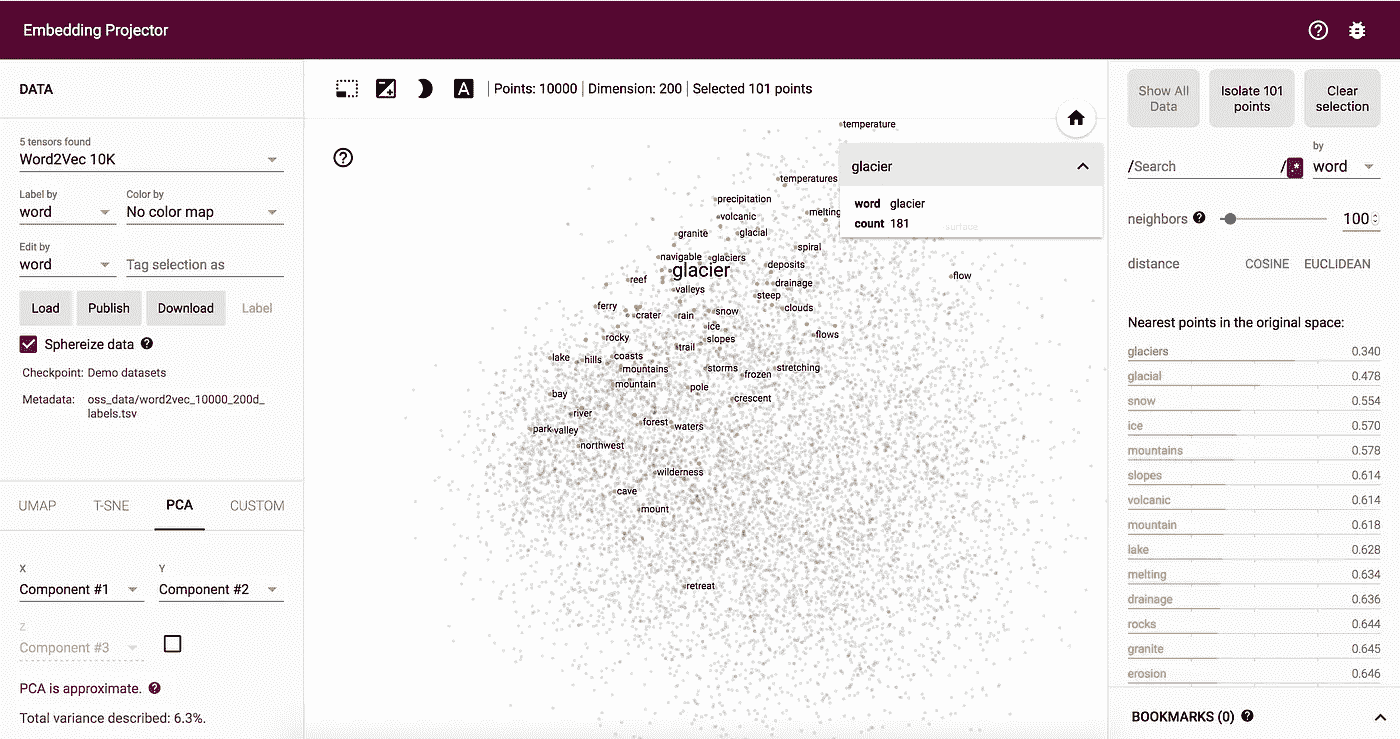 Embedding Projector
DATA
5 tensors found
Word2Vec 10K
Label by
Color by
word
No color map
Edit by
word
Tag selection as
Load
Publish
Download
Label
Sphereize data
Checkpoint: Demo datasets
Metadata: oss_data/word2vec_10000_200d_
labels.tsv
UMAP
T-SNE
PCA
CUSTOM
X
Y
Component #1
Component #2
Z
Component #3
PCA is approximate.
Total variance described: 6.3%.
A
Points: 10000 | Dimension: 200 | Selected 101 points
glacier
word glacier
count 181
surface
temperature
temperatures
precipitation
melting
volcanic
granite
glacial
spiral
navigable
glaciers
glacier
deposits
reef
flow
drainage
valleys
steep
ferry
clouds
crater
rain
snow
ice
rocky
slopes
flows
trail
lake
hills
coasts
mountains
storms
frozen
stretching
mountain
pole
bay
crescent
river
forest
waters
park
valley
northwest
wilderness
cave
mount
retreat
Show All
Data
Isolate 101
points
Clear
selection
by
/Search
/.*
word
neighbors
100
distance
COSINE
EUCLIDEAN
Nearest points in the original space:
glaciers 0.340
glacial 0.478
snow 0.554
ice 0.570
mountains 0.578
slopes 0.614
volcanic 0.614
mountain 0.618
lake 0.628
melting 0.634
drainage 0.636
rocks 0.644
granite 0.645
erosion 0.646
BOOKMARKS (0)